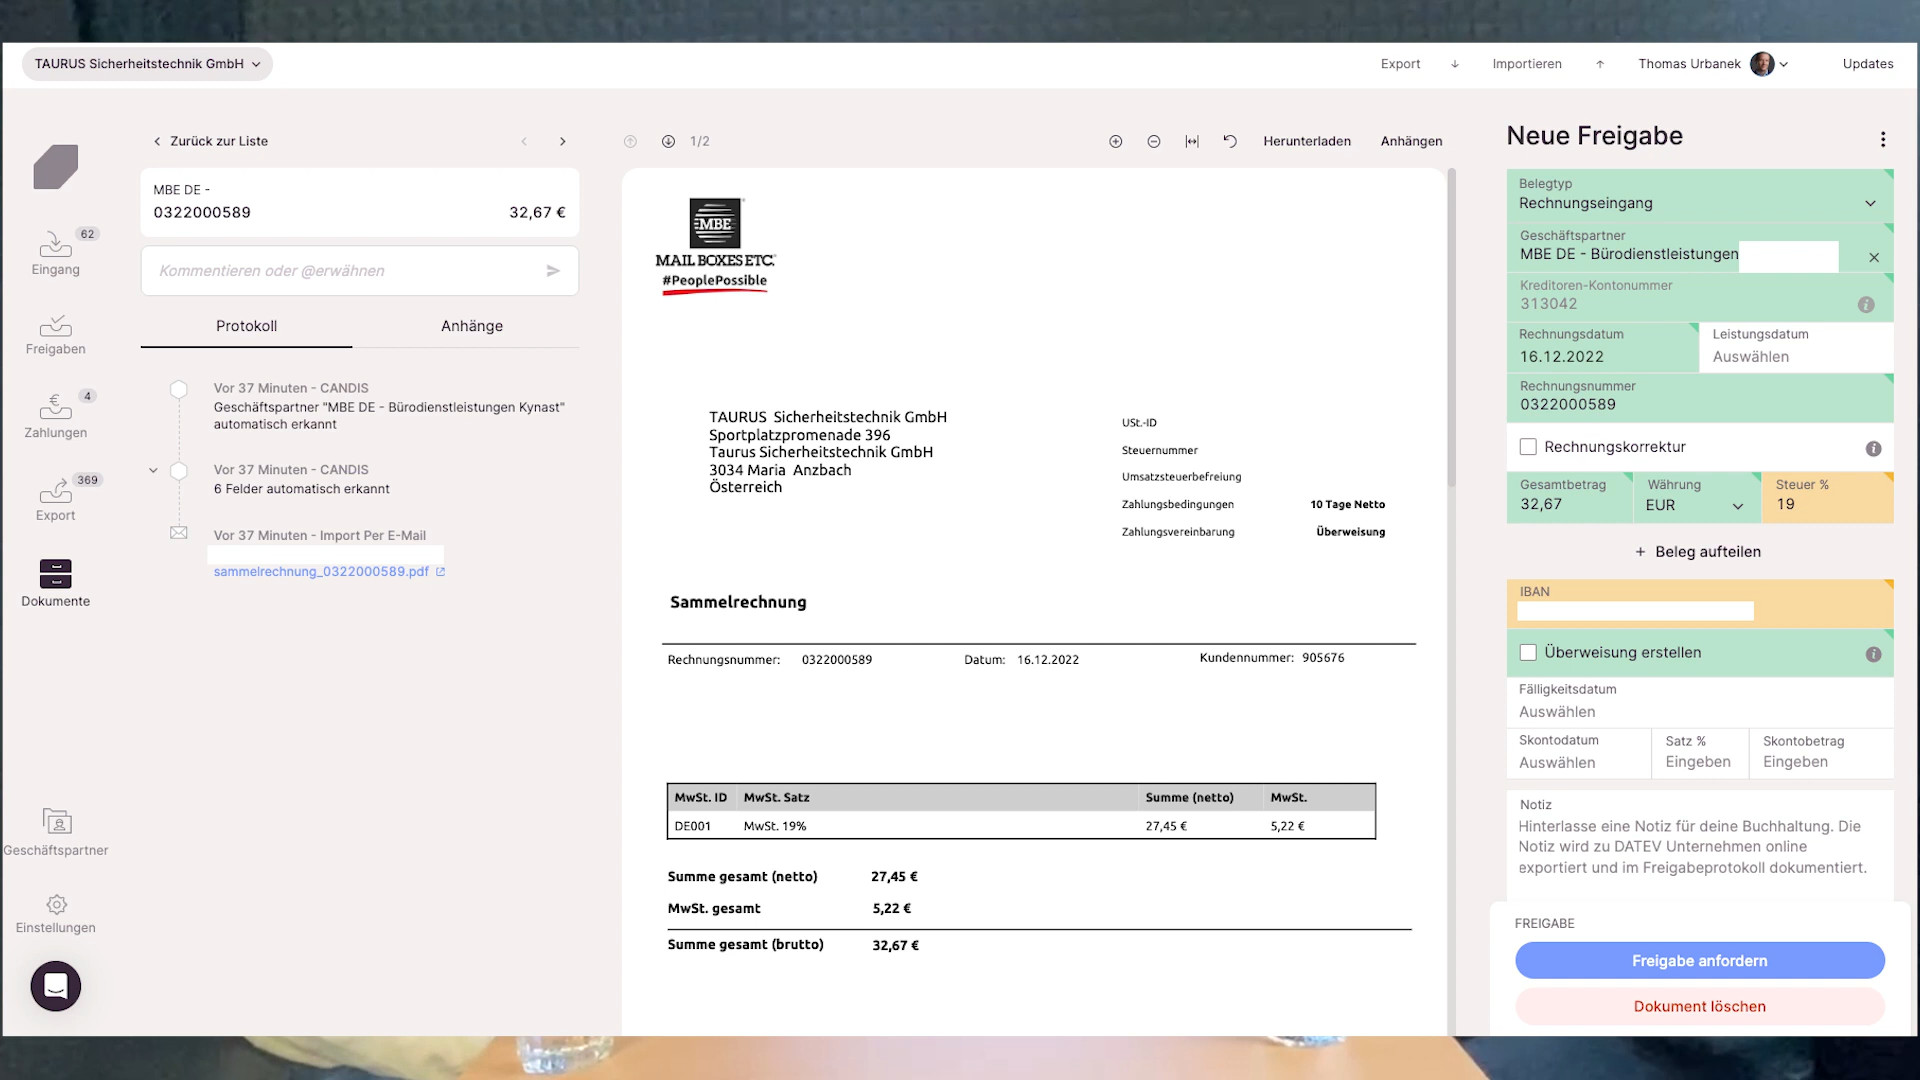 TAURUS Sicherheitstechnik GmbH
Export
Importieren
Thomas Urbanek
Updates
Zurück zur Liste
1/2
Herunterladen
Anhängen
Neue Freigabe
MBE DE -
0322000589
32,67 €
Kommentieren oder @erwähnen
Protokoll
Anhänge
Vor 37 Minuten - CANDIS
Geschäftspartner "MBE DE - Bürodienstleistungen Kynast"
automatisch erkannt
Vor 37 Minuten - CANDIS
6 Felder automatisch erkannt
Vor 37 Minuten - Import Per E-Mail
sammelrechnung_0322000589.pdf
62
Eingang
Freigaben
4
Zahlungen
369
Export
Dokumente
Geschäftspartner
Einstellungen
MBE
MAIL BOXES ETC.
#PeoplePossible
TAURUS Sicherheitstechnik GmbH
Sportplatzpromenade 396
Taurus Sicherheitstechnik GmbH
3034 Maria Anzbach
Österreich
USt.-ID
Steuernummer
Umsatzsteuerbefreiung
Zahlungsbedingungen 10 Tage Netto
Zahlungsvereinbarung Überweisung
Sammelrechnung
Rechnungsnummer: 0322000589 Datum: 16.12.2022 Kundennummer: 905676
MwSt. ID MwSt. Satz Summe (netto) MwSt.
DE001 MwSt. 19% 27,45 € 5,22 €
Summe gesamt (netto) 27,45 €
MwSt. gesamt 5,22 €
Summe gesamt (brutto) 32,67 €
Belegtyp
Rechnungseingang
Geschäftspartner
MBE DE - Bürodienstleistungen
Kreditoren-Kontonummer
313042
Rechnungsdatum
16.12.2022
Leistungsdatum
Auswählen
Rechnungsnummer
0322000589
Rechnungskorrektur
Gesamtbetrag
32,67
Währung
EUR
Steuer %
19
+ Beleg aufteilen
IBAN
Überweisung erstellen
Fälligkeitsdatum
Auswählen
Skontodatum
Auswählen
Satz %
Eingeben
Skontobetrag
Eingeben
Notiz
Hinterlasse eine Notiz für deine Buchhaltung. Die
Notiz wird zu DATEV Unternehmen online
exportiert und im Freigabeprotokoll dokumentiert.
FREIGABE
Freigabe anfordern
Dokument löschen